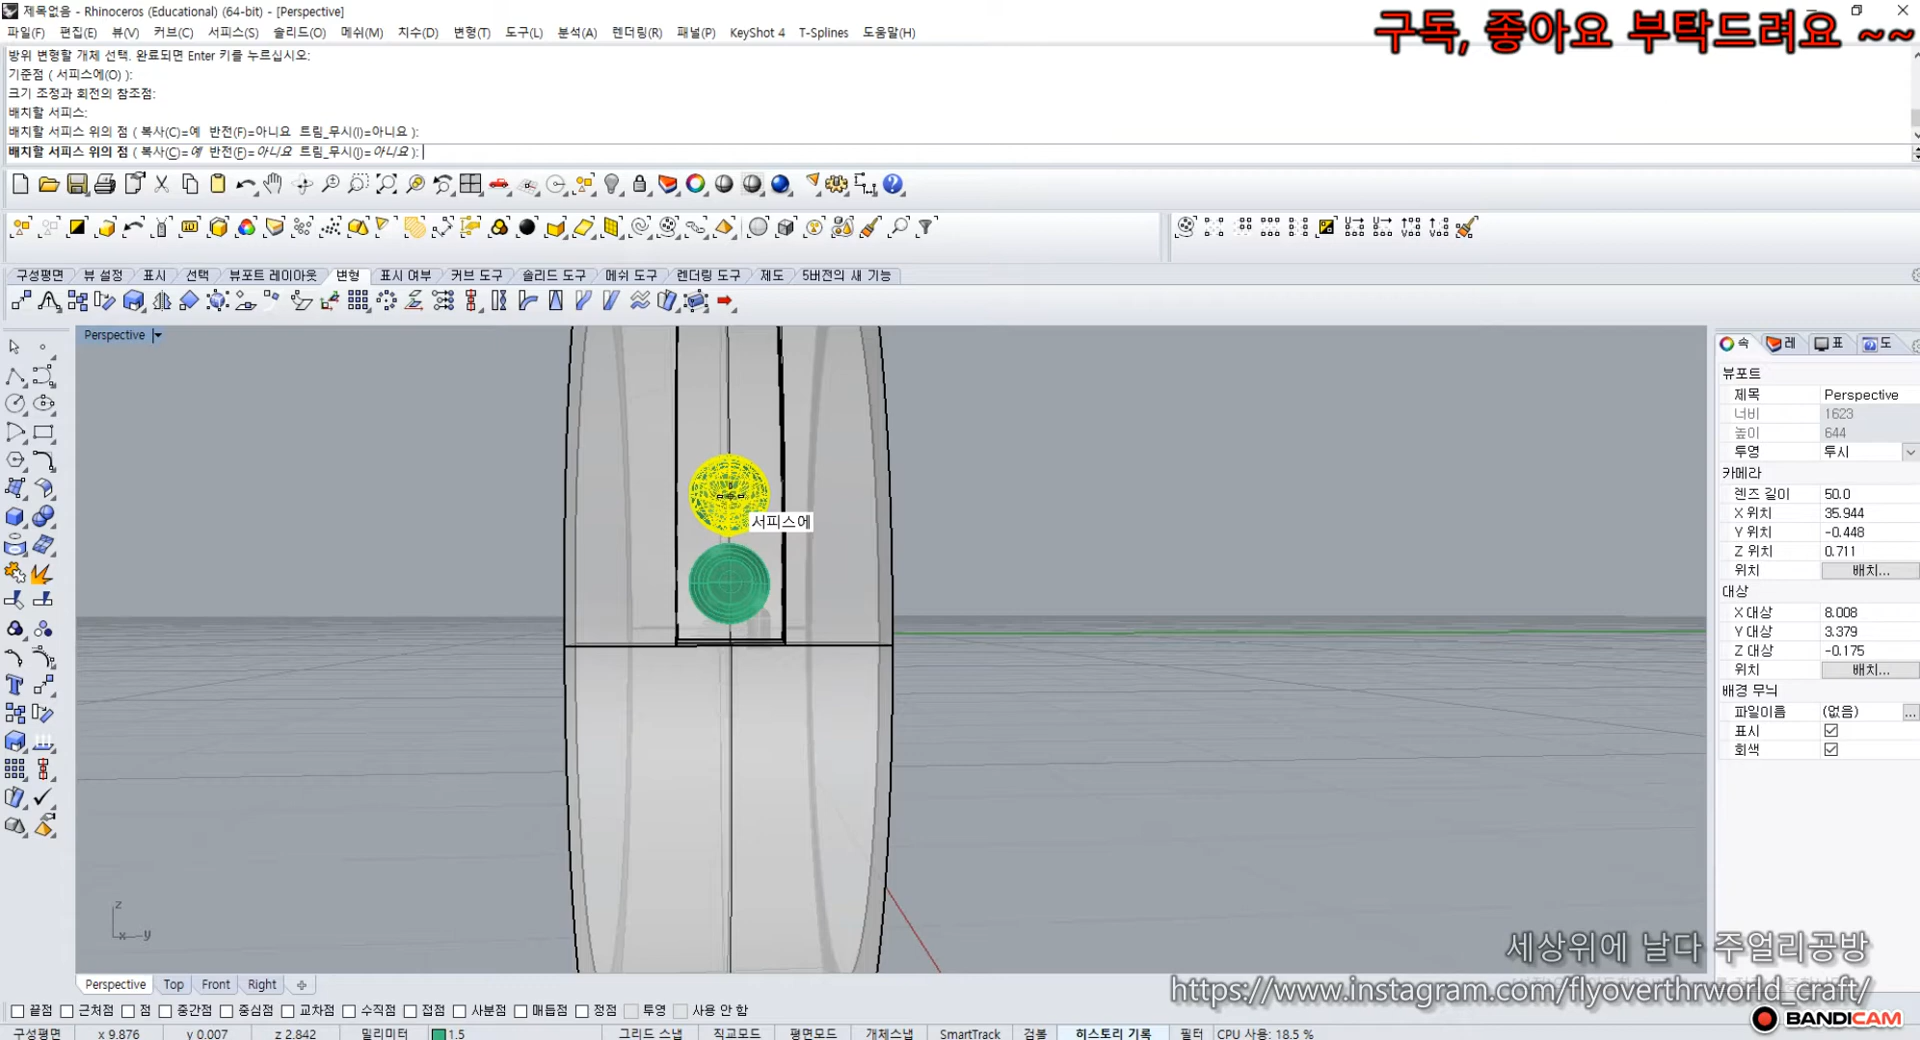 제목없음 - Rhinoceros (Educational) (64-bit) - [Perspective]
구독, 좋아요 부탁드려요 ~~
파일(F) 편집(E) 뷰(V) 커브(C) 서피스(S) 솔리드(O) 메쉬(M) 치수(D) 변형(T) 도구(L) 분석(A) 렌더링(R) 패널(P) KeyShot 4 T-Splines 도움말(H)
방위 변형할 개체 선택. 완료되면 Enter 키를 누르십시오:
기준점 ( 서피스에(O) ):
크기 조정과 회전의 참조점:
배치할 서피스:
배치할 서피스 위의 점 ( 복사(C)=예 반전(F)=아니요 트림_무시(I)=아니요 ):
배치할 서피스 위의 점 ( 복사(C)=예 반전(F)=아니요 트림_무시(I)=아니요 ):
구성평면 뷰 설정 표시 선택 뷰포트 레이아웃 변형 표시 여부 커브 도구 솔리드 도구 메쉬 도구 렌더링 도구 제도 5버전의 새 기능
Perspective
속 레 표 도
뷰포트
제목 Perspective
너비 1623
높이 644
투영 투시
카메라
렌즈 길이 50.0
X 위치 35.944
Y 위치 -0.448
Z 위치 0.711
위치 배치...
대상
X 대상 8.008
Y 대상 3.379
Z 대상 -0.175
위치 배치...
배경 무늬
파일이름 (없음) ...
표시
회색
서피스에
z
x y
세상위에 날다 주얼리공방
https://www.instagram.com/flyoverthrworld_craft/
BANDICAM
Perspective Top Front Right
끝점 근처점 점 중간점 중심점 교차점 수직점 접점 사분점 매듭점 정점 투영 사용 안 함
구성평면 x 9.876 y 0.007 z 2.842 밀리미터 1.5 그리드 스냅 직교모드 평면모드 개체스냅 SmartTrack 검볼 히스토리 기록 필터 CPU 사용: 18.5 %